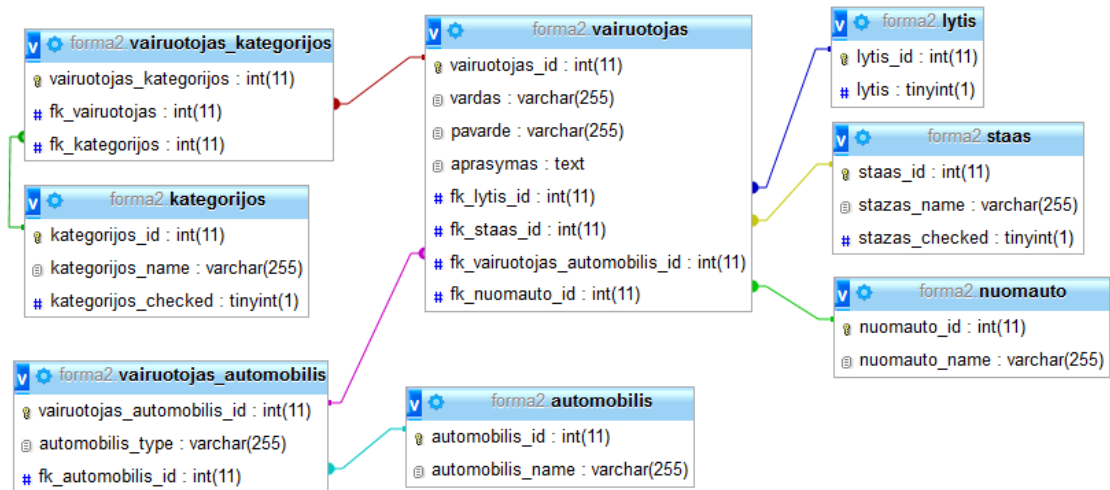 v forma2.vairuotojas_kategorijos
vairuotojas_kategorijos : int(11)
# fk_vairuotojas : int(11)
# fk_kategorijos : int(11)
v forma2.kategorijos
kategorijos_id : int(11)
kategorijos_name : varchar(255)
# kategorijos_checked : tinyint(1)
v forma2.vairuotojas_automobilis
vairuotojas_automobilis_id : int(11)
automobilis_type : varchar(255)
# fk_automobilis_id : int(11)
v forma2.vairuotojas
vairuotojas_id : int(11)
vardas : varchar(255)
pavarde : varchar(255)
aprasymas : text
# fk_lytis_id : int(11)
# fk_staas_id : int(11)
# fk_vairuotojas_automobilis_id : int(11)
# fk_nuomauto_id : int(11)
v forma2.automobilis
automobilis_id : int(11)
automobilis_name : varchar(255)
v forma2.lytis
lytis_id : int(11)
# lytis : tinyint(1)
v forma2.staas
staas_id : int(11)
stazas_name : varchar(255)
# stazas_checked : tinyint(1)
v forma2.nuomauto
nuomauto_id : int(11)
nuomauto_name : varchar(255)